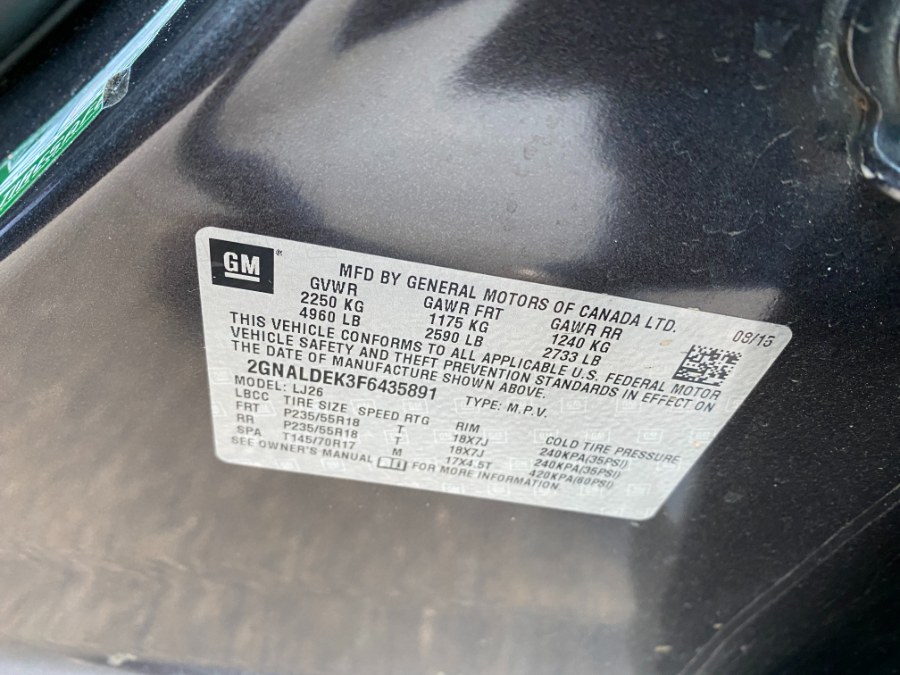 GM
MFD BY GENERAL MOTORS OF CANADA LTD.
GVWR GAWR FRT GAWR RR 09/15
2250 KG 1175 KG 1240 KG
4960 LB 2590 LB 2733 LB
THIS VEHICLE CONFORMS TO ALL APPLICABLE U.S. FEDERAL MOTOR
VEHICLE SAFETY AND THEFT PREVENTION STANDARDS IN EFFECT ON
THE DATE OF MANUFACTURE SHOWN ABOVE.
2GNALDEK3F6435891 TYPE: M.P.V.
MODEL: LJ26
LBCC TIRE SIZE SPEED RTG RIM COLD TIRE PRESSURE
FRT P235/55R18 T 18X7J 240KPA(35PSI)
RR P235/55R18 T 18X7J 240KPA(35PSI)
SPA T145/70R17 M 17X4.5T 420KPA(60PSI)
SEE OWNER'S MANUAL FOR MORE INFORMATION